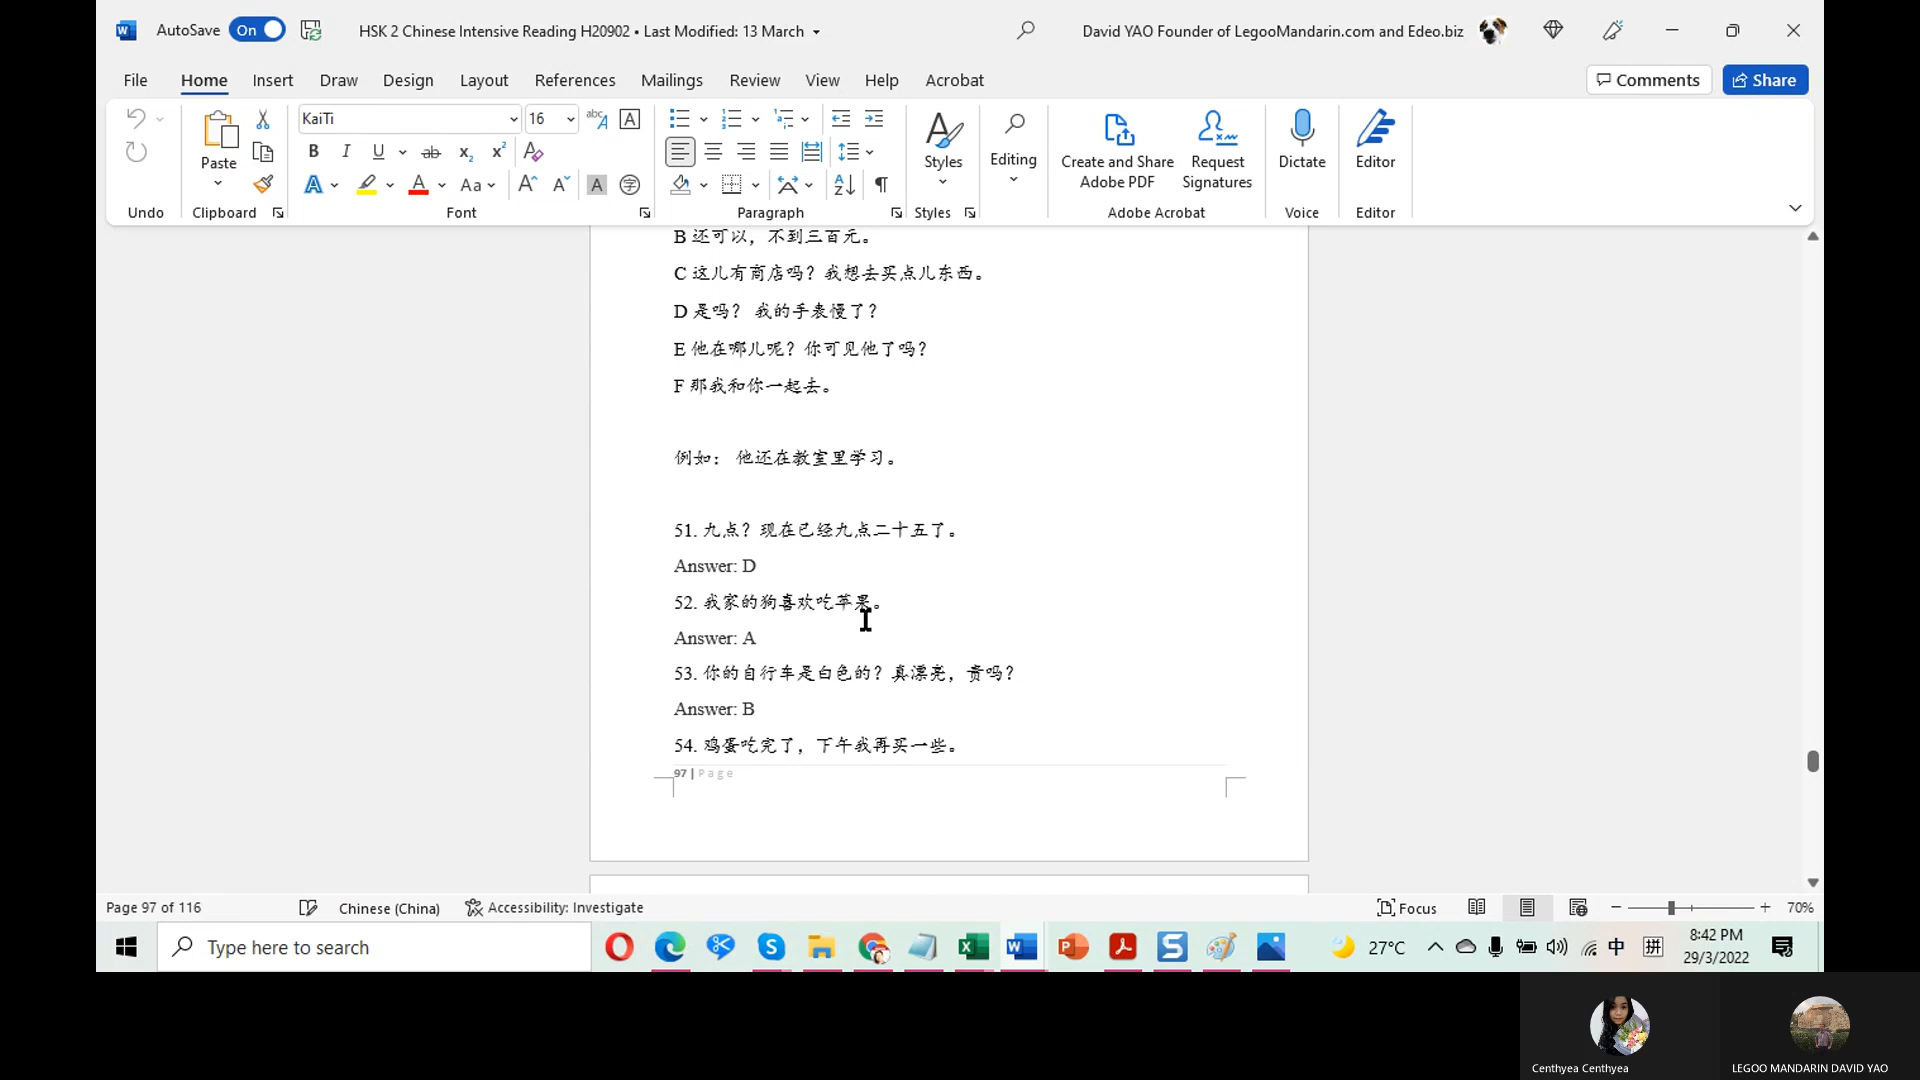 AutoSave On HSK 2 Chinese Intensive Reading H20902 • Last Modified: 13 March David YAO Founder of LegooMandarin.com and Edeo.biz
File Home Insert Draw Design Layout References Mailings Review View Help Acrobat Comments Share
KaiTi 16
Paste Styles Editing Create and Share Adobe PDF Request Signatures Dictate Editor
Undo Clipboard Font Paragraph Styles Adobe Acrobat Voice Editor
B 还可以，不到三百元。
C 这儿有商店吗？我想去买点儿东西。
D 是吗？ 我的手表慢了？
E 他在哪儿呢？你可见他了吗？
F 那我和你一起去。
例如： 他还在教室里学习。
51. 九点？现在已经九点二十五了。
Answer: D
52. 我家的狗喜欢吃苹果。
Answer: A
53. 你的自行车是白色的？真漂亮，贵吗？
Answer: B
54. 鸡蛋吃完了，下午我再买一些。
97 | Page
Page 97 of 116 Chinese (China) Accessibility: Investigate Focus 70%
Type here to search 27°C 中 拼 8:42 PM
29/3/2022
Centhyea Centhyea LEGOO MANDARIN DAVID YAO